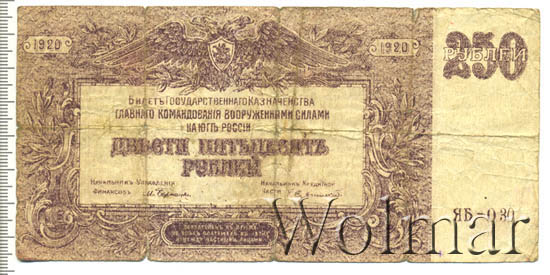 1920 1920
250
РУБЛЕЙ
БИЛЕТЪ ГОСУДАРСТВЕННАГО КАЗНАЧЕЙСТВА
ГЛАВНАГО КОМАНДОВАНИЯ ВООРУЖЕННЫМИ СИЛАМИ
НА ЮГѢ РОССІИ
ДВѢСТИ ПЯТЬДЕСЯТЪ
РУБЛЕЙ
НАЧАЛЬНИКЪ УПРАВЛЕНІЯ
ФИНАНСОВЪ
НАЧАЛЬНИКЪ КРЕДИТНОЙ
ЧАСТИ
ЯБ-030
Wolmar